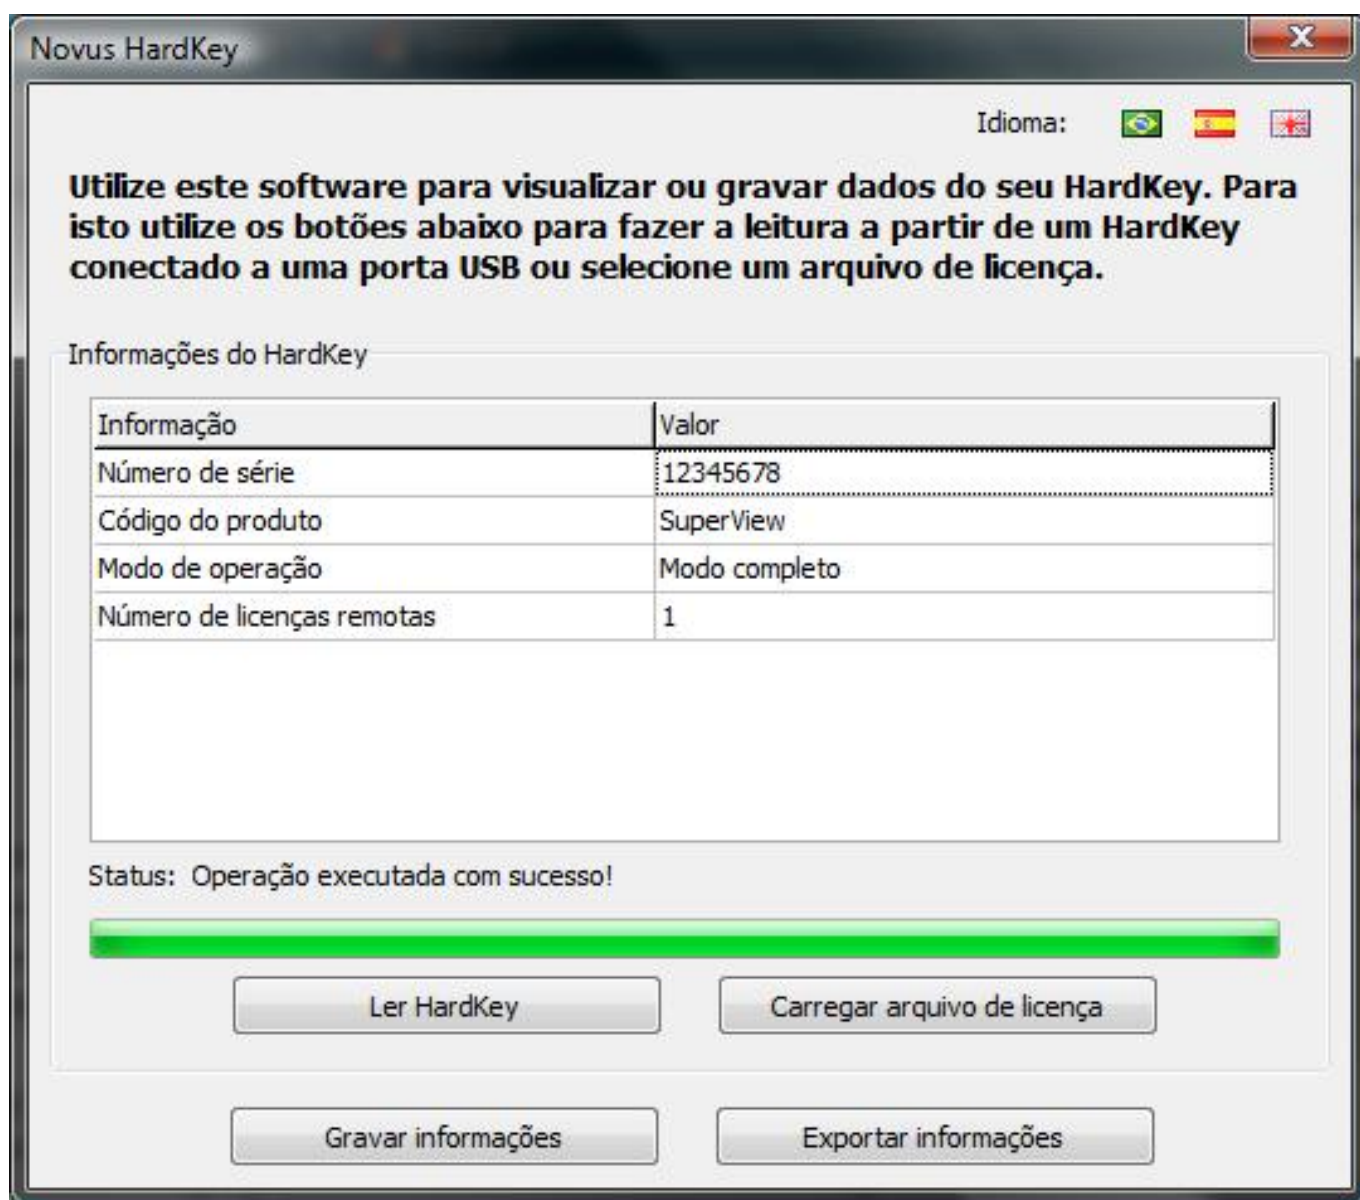 Novus HardKey
Idioma:
Utilize este software para visualizar ou gravar dados do seu HardKey. Para
isto utilize os botões abaixo para fazer a leitura a partir de um HardKey
conectado a uma porta USB ou selecione um arquivo de licença.
Informações do HardKey
Informação Valor
Número de série 12345678
Código do produto SuperView
Modo de operação Modo completo
Número de licenças remotas 1
Status: Operação executada com sucesso!
Ler HardKey Carregar arquivo de licença
Gravar informações Exportar informações